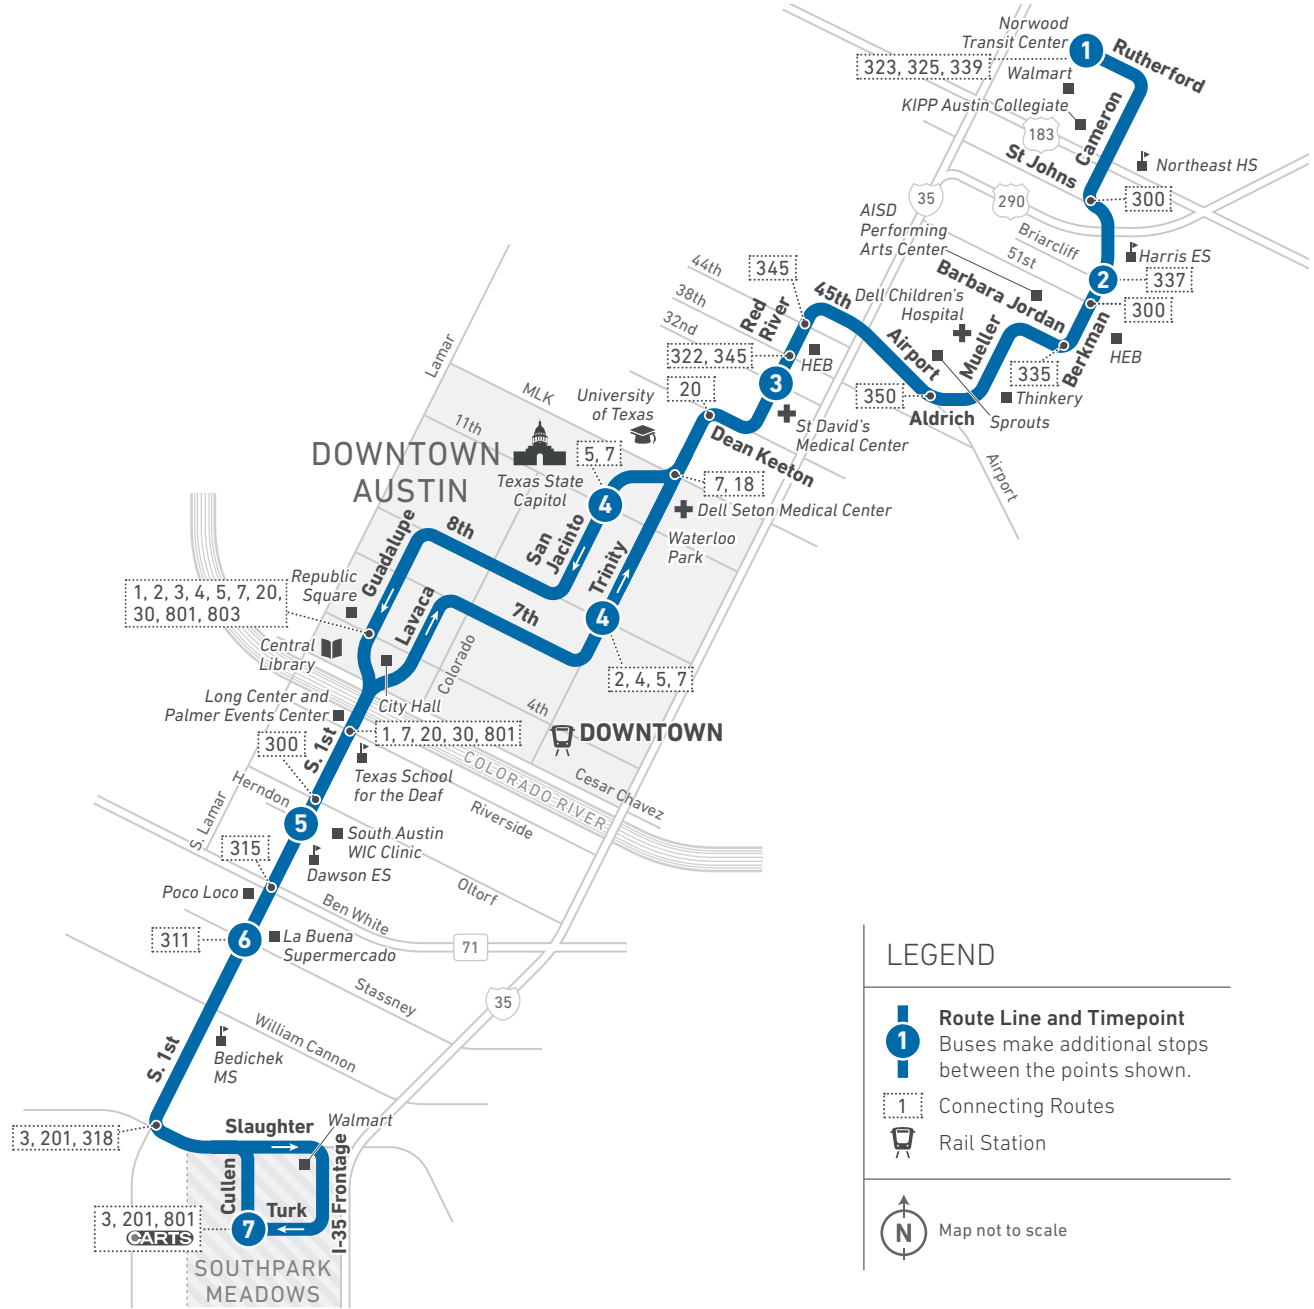 Norwood
Transit Center
1
Rutherford
323, 325, 339
Walmart
KIPP Austin Collegiate
Cameron
183
St Johns
Northeast HS
300
35
290
AISD
Performing
Arts Center
Briarcliff
51st
Harris ES
2
337
300
Barbara Jordan
Berkman
HEB
Dell Children's
Hospital
Mueller
335
Thinkery
Airport
Sprouts
Aldrich
350
Airport
45th
345
44th
38th
32nd
Red
River
322, 345
HEB
3
20
St David's
Medical Center
Dean Keeton
University
of Texas
MLK
11th
Lamar
DOWNTOWN
AUSTIN
Texas State
Capitol
5, 7
4
7, 18
Dell Seton Medical Center
Waterloo
Park
San
Jacinto
Trinity
8th
Guadalupe
Republic
Square
1, 2, 3, 4, 5, 7, 20,
30, 801, 803
Lavaca
7th
4
2, 4, 5, 7
Central
Library
Colorado
City Hall
4th
Long Center and
Palmer Events Center
DOWNTOWN
1, 7, 20, 30, 801
300
S. 1st
Texas School
for the Deaf
COLORADO RIVER
Cesar Chavez
Herndon
Riverside
S. Lamar
5
South Austin
WIC Clinic
315
Dawson ES
Poco Loco
Oltorf
Ben White
311
6
La Buena
Supermercado
71
Stassney
35
William Cannon
S. 1st
Bedichek
MS
3, 201, 318
Slaughter
Walmart
Cullen
Turk
I-35 Frontage
3, 201, 801
CARTS
7
SOUTHPARK
MEADOWS
LEGEND
1
Route Line and Timepoint
Buses make additional stops
between the points shown.
1
Connecting Routes
Rail Station
N
Map not to scale